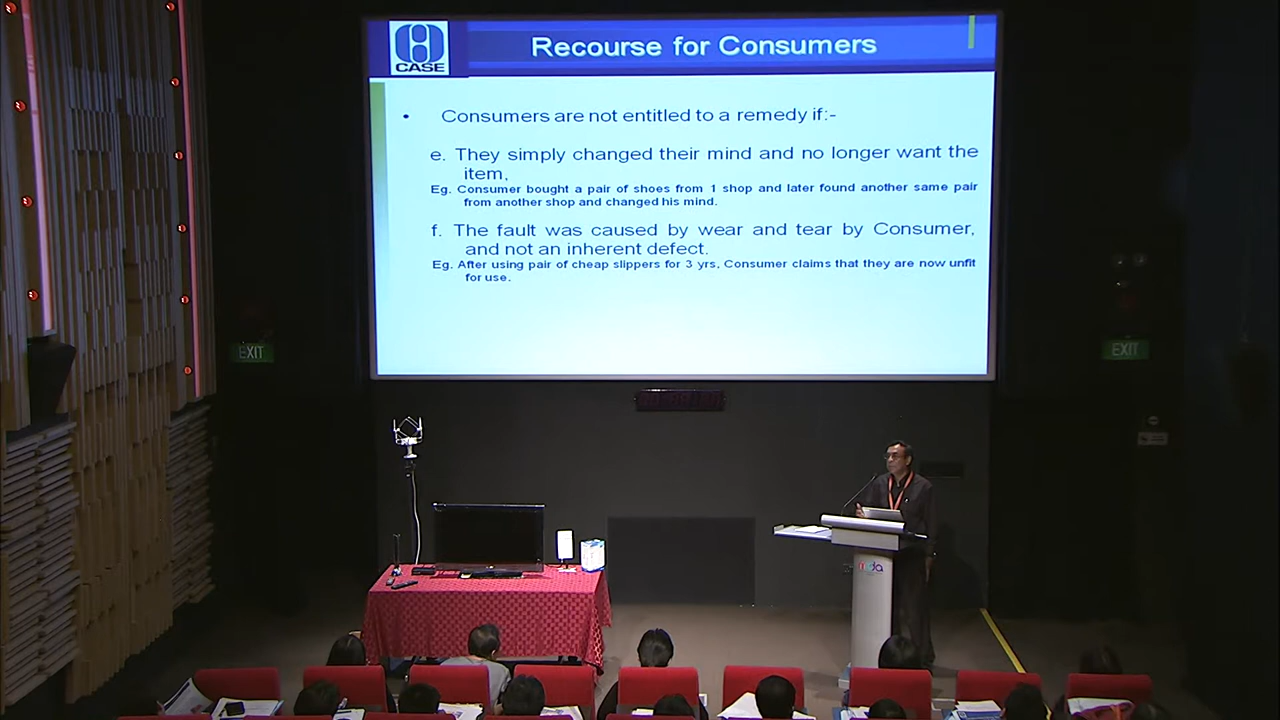 CASE
Recourse for Consumers
• Consumers are not entitled to a remedy if:-
e. They simply changed their mind and no longer want the
item,
Eg. Consumer bought a pair of shoes from 1 shop and later found another same pair
from another shop and changed his mind.
f. The fault was caused by wear and tear by Consumer,
and not an inherent defect.
Eg. After using pair of cheap slippers for 3 yrs, Consumer claims that they are now unfit
for use.
EXIT
EXIT